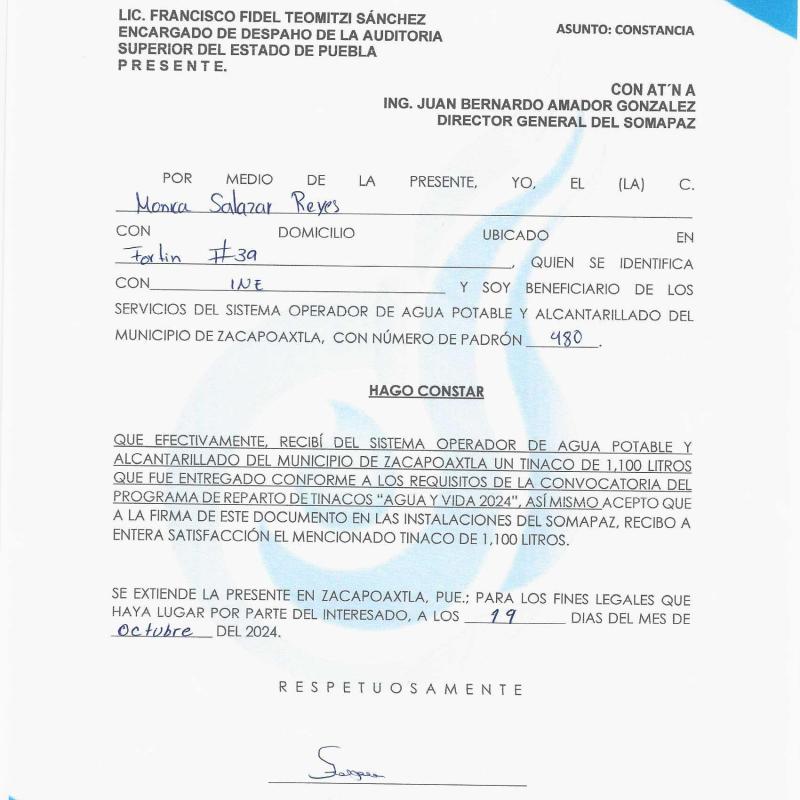 LIC. FRANCISCO FIDEL TEOMITZI SÁNCHEZ
ENCARGADO DE DESPAHO DE LA AUDITORIA
SUPERIOR DEL ESTADO DE PUEBLA
P R E S E N T E.
ASUNTO: CONSTANCIA
CON AT´N A
ING. JUAN BERNARDO AMADOR GONZALEZ
DIRECTOR GENERAL DEL SOMAPAZ
POR MEDIO DE LA PRESENTE, YO, EL (LA) C.
Monica Salazar Reyes
CON DOMICILIO UBICADO EN
Fortin #39, QUIEN SE IDENTIFICA
CON INE Y SOY BENEFICIARIO DE LOS
SERVICIOS DEL SISTEMA OPERADOR DE AGUA POTABLE Y ALCANTARILLADO DEL
MUNICIPIO DE ZACAPOAXTLA, CON NÚMERO DE PADRÓN 480.
HAGO CONSTAR
QUE EFECTIVAMENTE, RECIBÍ DEL SISTEMA OPERADOR DE AGUA POTABLE Y
ALCANTARILLADO DEL MUNICIPIO DE ZACAPOAXTLA UN TINACO DE 1,100 LITROS
QUE FUE ENTREGADO CONFORME A LOS REQUISITOS DE LA CONVOCATORIA DEL
PROGRAMA DE REPARTO DE TINACOS “AGUA Y VIDA 2024”, ASÍ MISMO ACEPTO QUE
A LA FIRMA DE ESTE DOCUMENTO EN LAS INSTALACIONES DEL SOMAPAZ, RECIBO A
ENTERA SATISFACCIÓN EL MENCIONADO TINACO DE 1,100 LITROS.
SE EXTIENDE LA PRESENTE EN ZACAPOAXTLA, PUE.; PARA LOS FINES LEGALES QUE
HAYA LUGAR POR PARTE DEL INTERESADO, A LOS 19 DIAS DEL MES DE
Octubre DEL 2024.
R E S P E T U O S A M E N T E